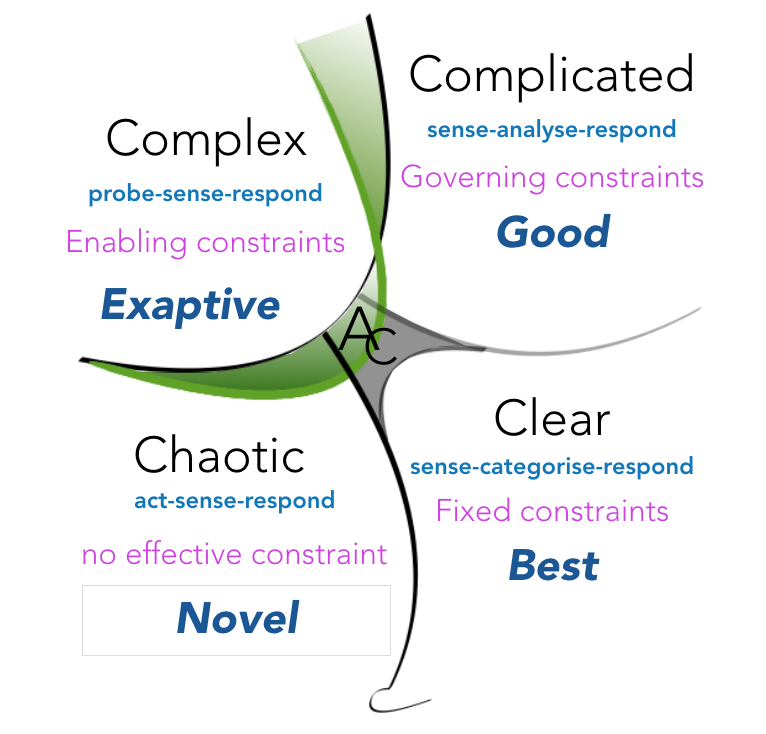 Complex
probe-sense-respond
Enabling constraints
Exaptive
Complicated
sense-analyse-respond
Governing constraints
Good
A
C
Chaotic
act-sense-respond
no effective constraint
Novel
Clear
sense-categorise-respond
Fixed constraints
Best